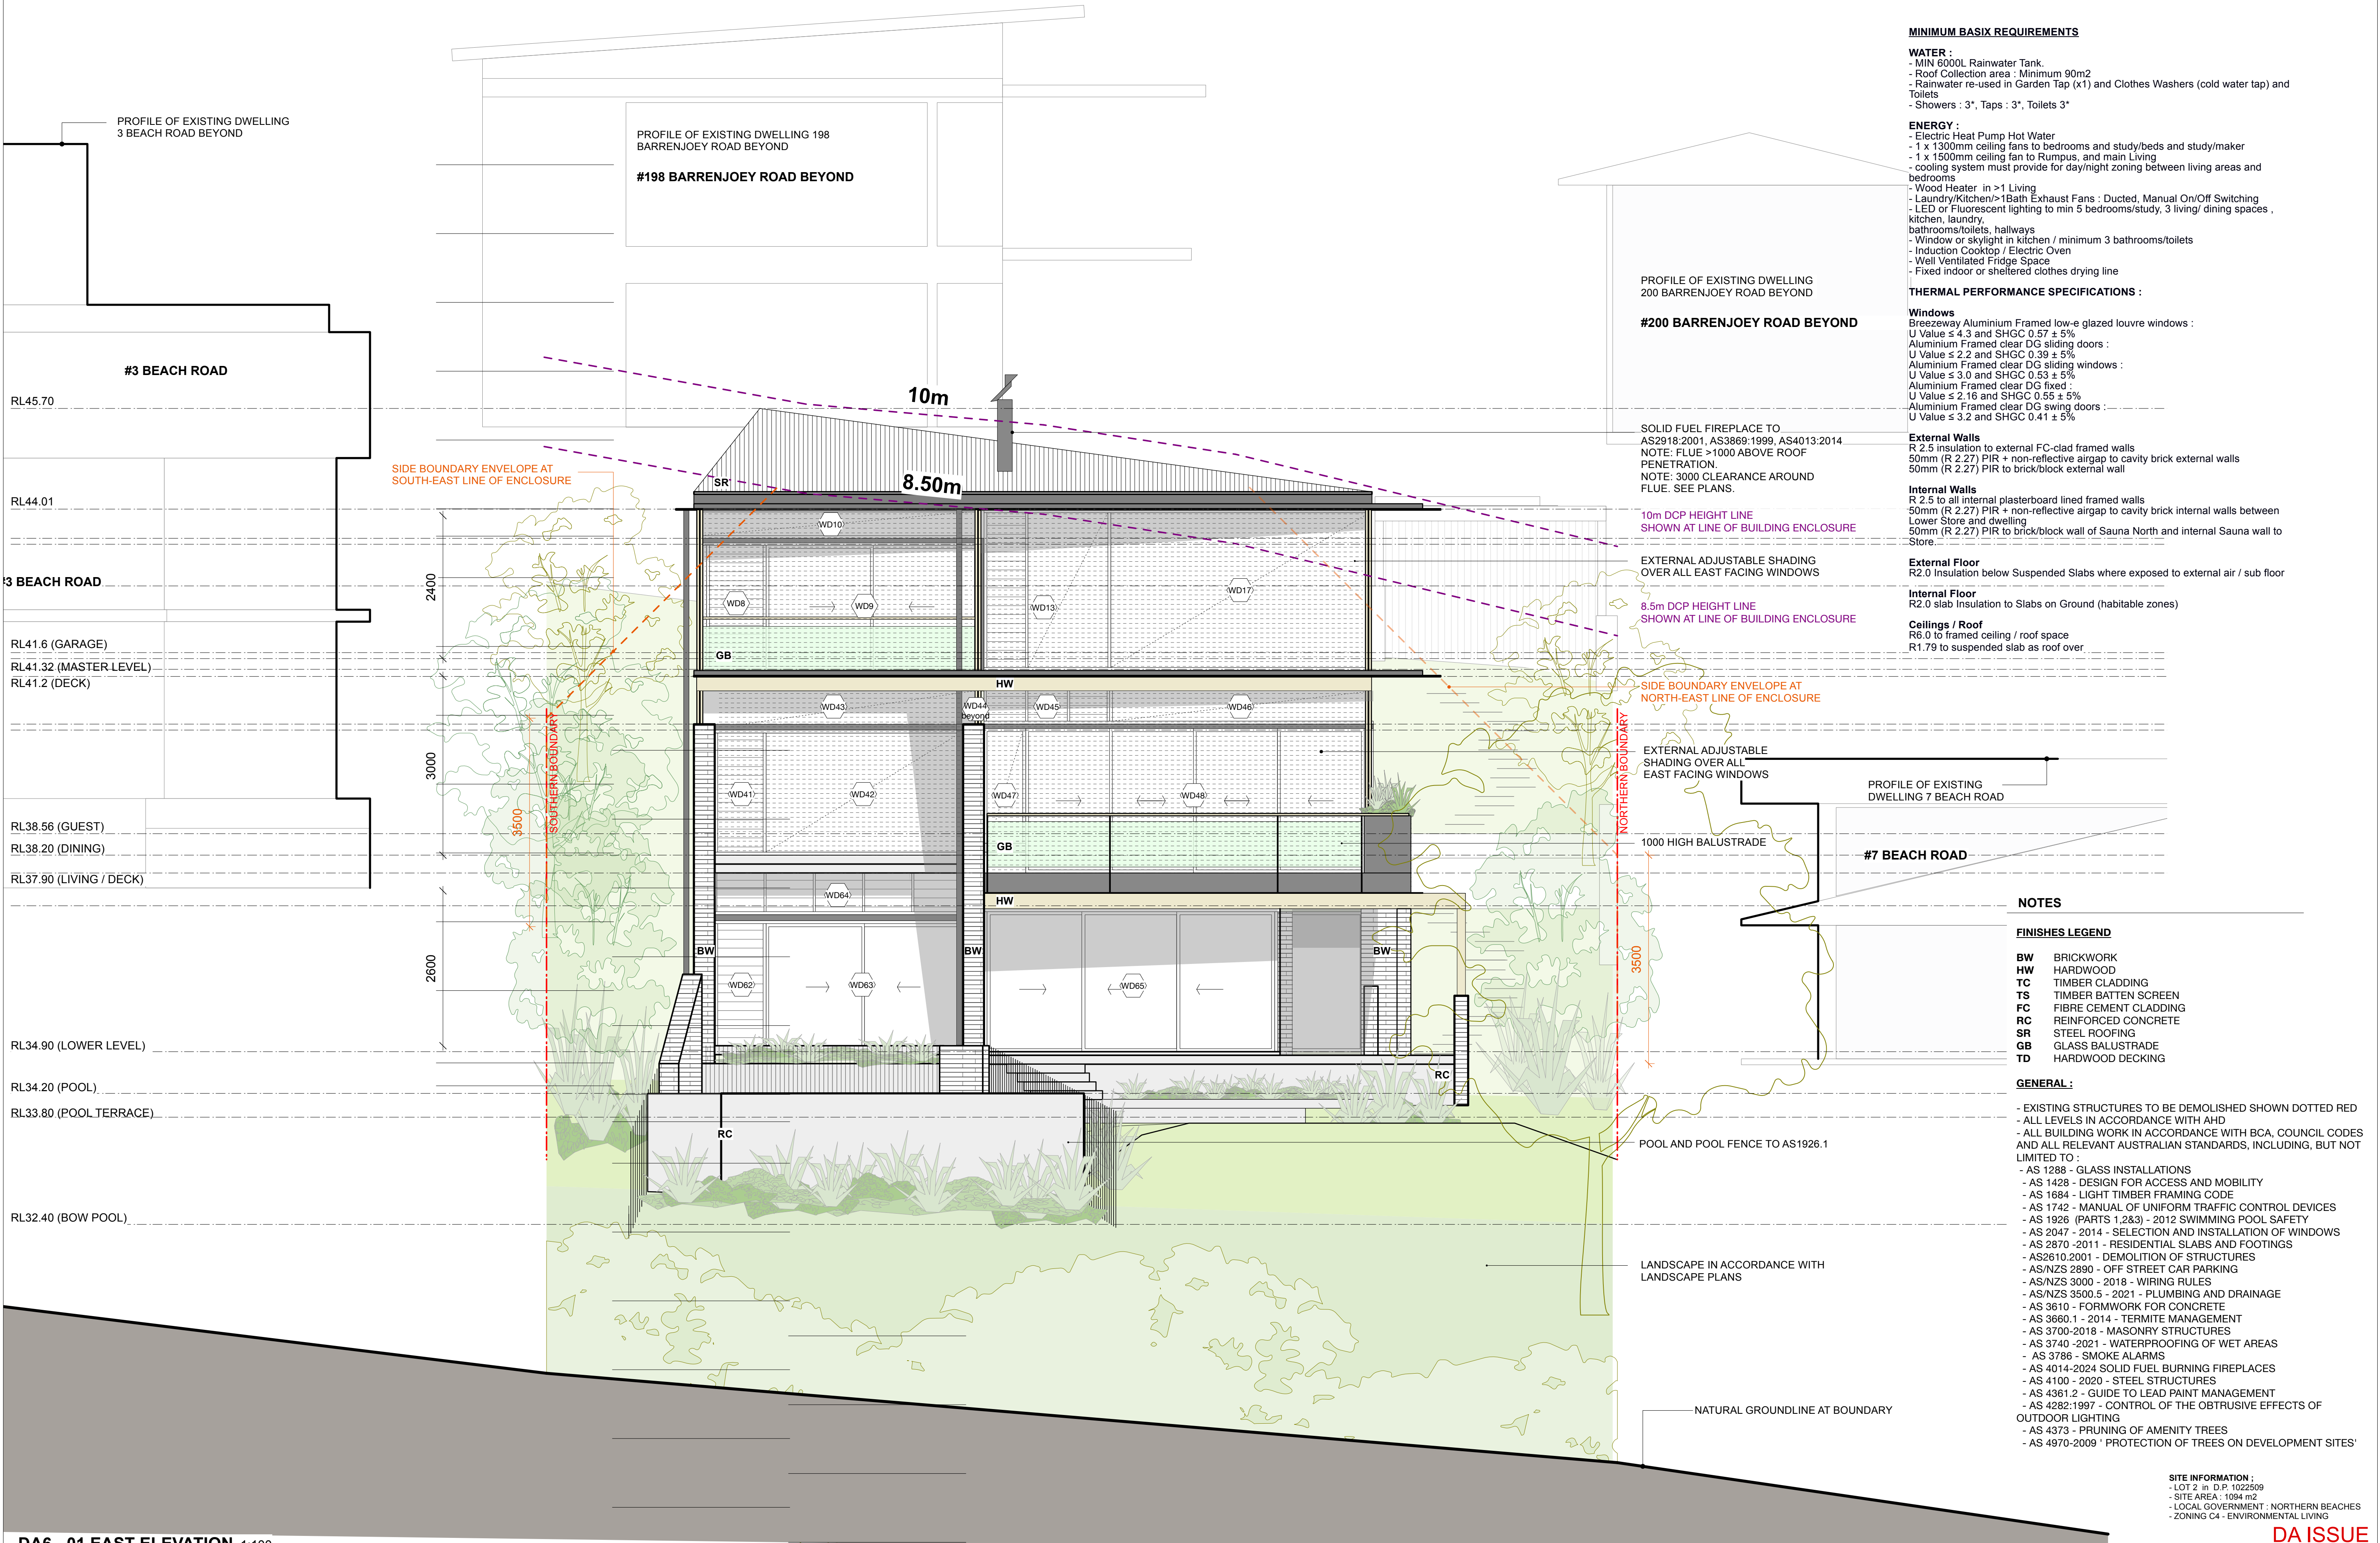 PROFILE OF EXISTING DWELLING
3 BEACH ROAD BEYOND
#3 BEACH ROAD
RL45.70
RL44.01
#3 BEACH ROAD
RL41.6 (GARAGE)
RL41.32 (MASTER LEVEL)
RL41.2 (DECK)
RL38.56 (GUEST)
RL38.20 (DINING)
RL37.90 (LIVING / DECK)
RL34.90 (LOWER LEVEL)
RL34.20 (POOL)
RL33.80 (POOL TERRACE)
RL32.40 (BOW POOL)
2400
3000
2600
PROFILE OF EXISTING DWELLING 198
BARRENJOEY ROAD BEYOND
#198 BARRENJOEY ROAD BEYOND
SIDE BOUNDARY ENVELOPE AT
SOUTH-EAST LINE OF ENCLOSURE
3500
SOUTHERN BOUNDARY
10m
8.50m
SR
WD10
WD8
WD9
WD13
WD17
GB
HW
WD43
WD44
beyond
WD45
WD46
WD41
WD42
WD47
WD48
GB
WD64
HW
BW
BW
BW
WD62
WD63
WD65
RC
RC
PROFILE OF EXISTING DWELLING
200 BARRENJOEY ROAD BEYOND
#200 BARRENJOEY ROAD BEYOND
SOLID FUEL FIREPLACE TO
AS2918:2001, AS3869:1999, AS4013:2014
NOTE: FLUE >1000 ABOVE ROOF
PENETRATION.
NOTE: 3000 CLEARANCE AROUND
FLUE. SEE PLANS.
10m DCP HEIGHT LINE
SHOWN AT LINE OF BUILDING ENCLOSURE
EXTERNAL ADJUSTABLE SHADING
OVER ALL EAST FACING WINDOWS
8.5m DCP HEIGHT LINE
SHOWN AT LINE OF BUILDING ENCLOSURE
SIDE BOUNDARY ENVELOPE AT
NORTH-EAST LINE OF ENCLOSURE
NORTHERN BOUNDARY
EXTERNAL ADJUSTABLE
SHADING OVER ALL
EAST FACING WINDOWS
PROFILE OF EXISTING
DWELLING 7 BEACH ROAD
1000 HIGH BALUSTRADE
#7 BEACH ROAD
3500
POOL AND POOL FENCE TO AS1926.1
LANDSCAPE IN ACCORDANCE WITH
LANDSCAPE PLANS
NATURAL GROUNDLINE AT BOUNDARY
MINIMUM BASIX REQUIREMENTS
WATER :
- MIN 6000L Rainwater Tank.
- Roof Collection area : Minimum 90m2
- Rainwater re-used in Garden Tap (x1) and Clothes Washers (cold water tap) and
Toilets
- Showers : 3*, Taps : 3*, Toilets 3*
ENERGY :
- Electric Heat Pump Hot Water
- 1 x 1300mm ceiling fans to bedrooms and study/beds and study/maker
- 1 x 1500mm ceiling fan to Rumpus, and main Living
- cooling system must provide for day/night zoning between living areas and
bedrooms
- Wood Heater in >1 Living
- Laundry/Kitchen/>1Bath Exhaust Fans : Ducted, Manual On/Off Switching
- LED or Fluorescent lighting to min 5 bedrooms/study, 3 living/ dining spaces ,
kitchen, laundry,
bathrooms/toilets, hallways
- Window or skylight in kitchen / minimum 3 bathrooms/toilets
- Induction Cooktop / Electric Oven
- Well Ventilated Fridge Space
- Fixed indoor or sheltered clothes drying line
THERMAL PERFORMANCE SPECIFICATIONS :
Windows
Breezeway Aluminium Framed low-e glazed louvre windows :
U Value ≤ 4.3 and SHGC 0.57 ± 5%
Aluminium Framed clear DG sliding doors :
U Value ≤ 2.2 and SHGC 0.39 ± 5%
Aluminium Framed clear DG sliding windows :
U Value ≤ 3.0 and SHGC 0.53 ± 5%
Aluminium Framed clear DG fixed :
U Value ≤ 2.16 and SHGC 0.55 ± 5%
Aluminium Framed clear DG swing doors :
U Value ≤ 3.2 and SHGC 0.41 ± 5%
External Walls
R 2.5 insulation to external FC-clad framed walls
50mm (R 2.27) PIR + non-reflective airgap to cavity brick external walls
50mm (R 2.27) PIR to brick/block external wall
Internal Walls
R 2.5 to all internal plasterboard lined framed walls
50mm (R 2.27) PIR + non-reflective airgap to cavity brick internal walls between
Lower Store and dwelling
50mm (R 2.27) PIR to brick/block wall of Sauna North and internal Sauna wall to
Store.
External Floor
R2.0 Insulation below Suspended Slabs where exposed to external air / sub floor
Internal Floor
R2.0 slab Insulation to Slabs on Ground (habitable zones)
Ceilings / Roof
R6.0 to framed ceiling / roof space
R1.79 to suspended slab as roof over
NOTES
FINISHES LEGEND
BW BRICKWORK
HW HARDWOOD
TC TIMBER CLADDING
TS TIMBER BATTEN SCREEN
FC FIBRE CEMENT CLADDING
RC REINFORCED CONCRETE
SR STEEL ROOFING
GB GLASS BALUSTRADE
TD HARDWOOD DECKING
GENERAL :
- EXISTING STRUCTURES TO BE DEMOLISHED SHOWN DOTTED RED
- ALL LEVELS IN ACCORDANCE WITH AHD
- ALL BUILDING WORK IN ACCORDANCE WITH BCA, COUNCIL CODES
AND ALL RELEVANT AUSTRALIAN STANDARDS, INCLUDING, BUT NOT
LIMITED TO :
- AS 1288 - GLASS INSTALLATIONS
- AS 1428 - DESIGN FOR ACCESS AND MOBILITY
- AS 1684 - LIGHT TIMBER FRAMING CODE
- AS 1742 - MANUAL OF UNIFORM TRAFFIC CONTROL DEVICES
- AS 1926 (PARTS 1,2&3) - 2012 SWIMMING POOL SAFETY
- AS 2047 - 2014 - SELECTION AND INSTALLATION OF WINDOWS
- AS 2870 -2011 - RESIDENTIAL SLABS AND FOOTINGS
- AS2610.2001 - DEMOLITION OF STRUCTURES
- AS/NZS 2890 - OFF STREET CAR PARKING
- AS/NZS 3000 - 2018 - WIRING RULES
- AS/NZS 3500.5 - 2021 - PLUMBING AND DRAINAGE
- AS 3610 - FORMWORK FOR CONCRETE
- AS 3660.1 - 2014 - TERMITE MANAGEMENT
- AS 3700-2018 - MASONRY STRUCTURES
- AS 3740 -2021 - WATERPROOFING OF WET AREAS
- AS 3786 - SMOKE ALARMS
- AS 4014-2024 SOLID FUEL BURNING FIREPLACES
- AS 4100 - 2020 - STEEL STRUCTURES
- AS 4361.2 - GUIDE TO LEAD PAINT MANAGEMENT
- AS 4282:1997 - CONTROL OF THE OBTRUSIVE EFFECTS OF
OUTDOOR LIGHTING
- AS 4373 - PRUNING OF AMENITY TREES
- AS 4970-2009 ' PROTECTION OF TREES ON DEVELOPMENT SITES'
SITE INFORMATION ;
- LOT 2 in D.P. 1022509
- SITE AREA : 1094 m2
- LOCAL GOVERNMENT : NORTHERN BEACHES
- ZONING C4 - ENVIRONMENTAL LIVING
DA ISSUE
DA6 - 01 EAST ELEVATION 1:100